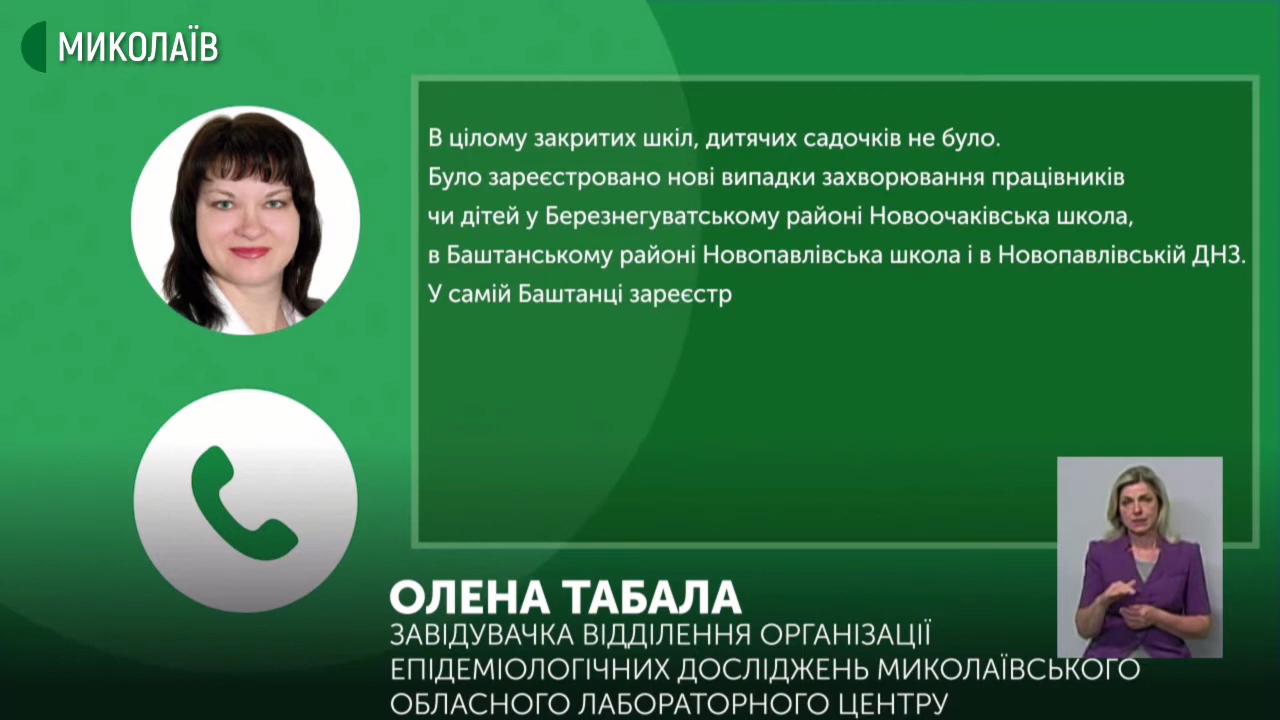 МИКОЛАЇВ
В цілому закритих шкіл, дитячих садочків не було.
Було зареєстровано нові випадки захворювання працівників
чи дітей у Березнегуватському районі Новоочаківська школа,
в Баштанському районі Новопавлівська школа і в Новопавлівській ДНЗ.
У самій Баштанці зареєстр
ОЛЕНА ТАБАЛА
ЗАВІДУВАЧКА ВІДДІЛЕННЯ ОРГАНІЗАЦІЇ
ЕПІДЕМІОЛОГІЧНИХ ДОСЛІДЖЕНЬ МИКОЛАЇВСЬКОГО
ОБЛАСНОГО ЛАБОРАТОРНОГО ЦЕНТРУ